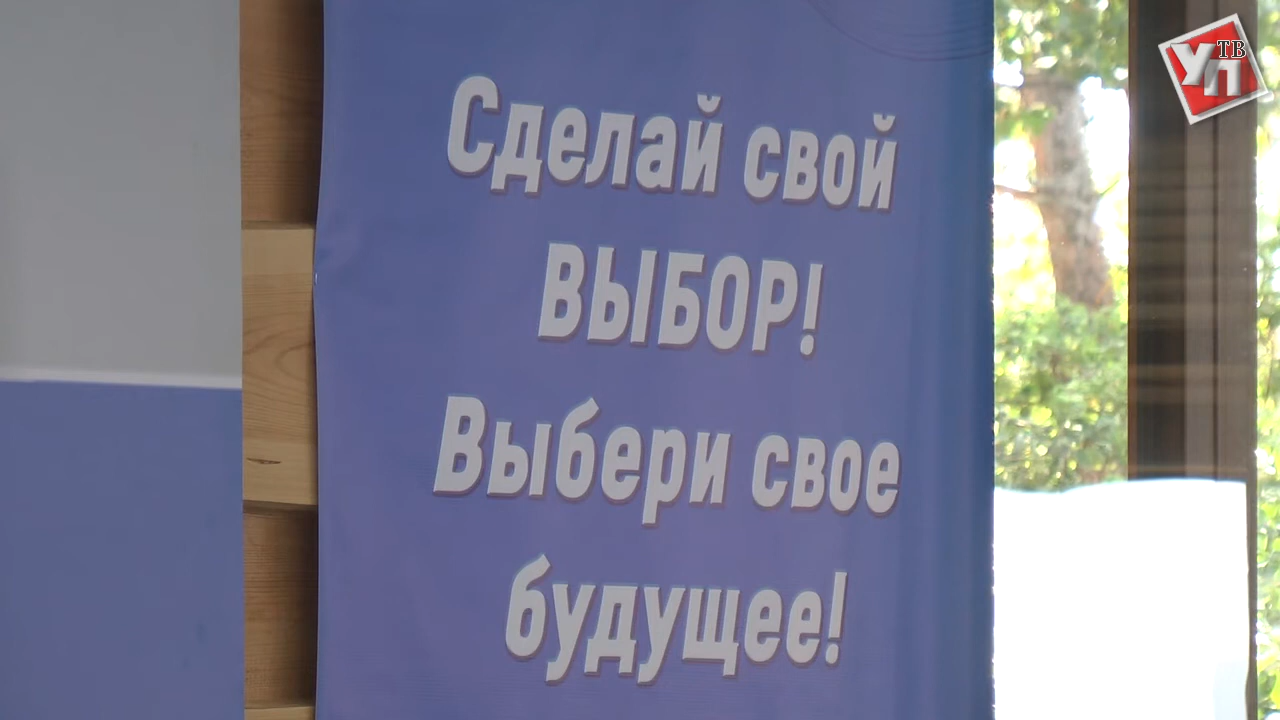 УП ТВ
Сделай свой
ВЫБОР!
Выбери свое
будущее!